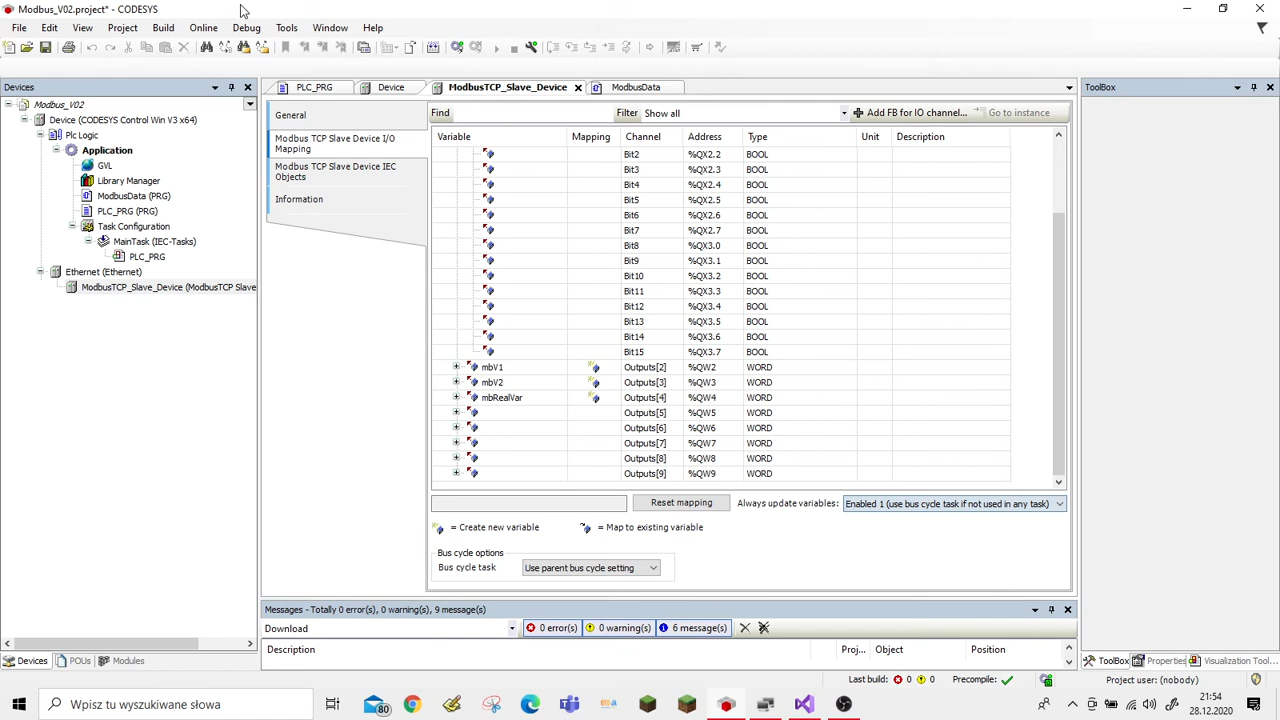 Modbus_V02.project* - CODESYS
File Edit View Project Build Online Debug Tools Window Help
Devices
Modbus_V02
Device (CODESYS Control Win V3 x64)
Plc Logic
Application
GVL
Library Manager
ModbusData (PRG)
PLC_PRG (PRG)
Task Configuration
MainTask (IEC-Tasks)
PLC_PRG
Ethernet (Ethernet)
ModbusTCP_Slave_Device (ModbusTCP Slave
Devices POUs Modules
PLC_PRG Device ModbusTCP_Slave_Device ModbusData
General
Modbus TCP Slave Device I/O
Mapping
Modbus TCP Slave Device IEC
Objects
Information
Find Filter Show all Add FB for IO channel... Go to instance
Variable Mapping Channel Address Type Unit Description
Bit2 %QX2.2 BOOL
Bit3 %QX2.3 BOOL
Bit4 %QX2.4 BOOL
Bit5 %QX2.5 BOOL
Bit6 %QX2.6 BOOL
Bit7 %QX2.7 BOOL
Bit8 %QX3.0 BOOL
Bit9 %QX3.1 BOOL
Bit10 %QX3.2 BOOL
Bit11 %QX3.3 BOOL
Bit12 %QX3.4 BOOL
Bit13 %QX3.5 BOOL
Bit14 %QX3.6 BOOL
Bit15 %QX3.7 BOOL
mbV1 Outputs[2] %QW2 WORD
mbV2 Outputs[3] %QW3 WORD
mbRealVar Outputs[4] %QW4 WORD
Outputs[5] %QW5 WORD
Outputs[6] %QW6 WORD
Outputs[7] %QW7 WORD
Outputs[8] %QW8 WORD
Outputs[9] %QW9 WORD
Reset mapping Always update variables: Enabled 1 (use bus cycle task if not used in any task)
= Create new variable = Map to existing variable
Bus cycle options
Bus cycle task Use parent bus cycle setting
Messages - Totally 0 error(s), 0 warning(s), 9 message(s)
Download 0 error(s) 0 warning(s) 6 message(s)
Description Proj... Object Position
ToolBox
ToolBox Properties Visualization Tool...
Last build: 0 0 Precompile: Project user: (nobody)
Wpisz tu wyszukiwane słowo
80
21:54
28.12.2020